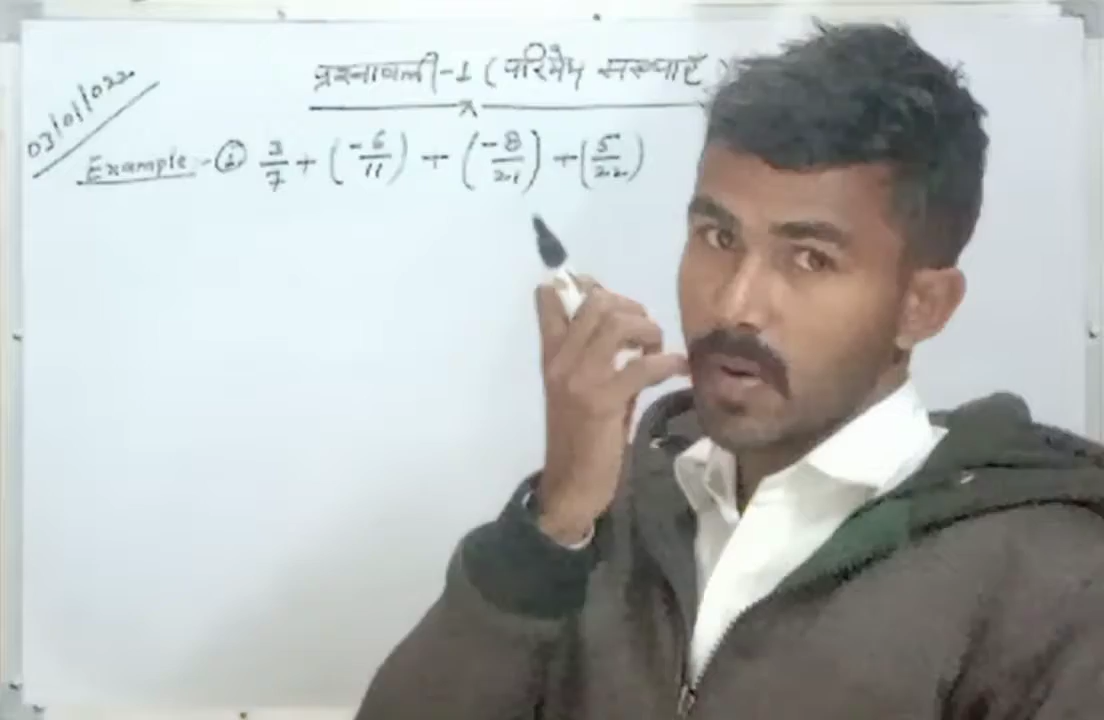 प्रश्नावली-1 (परिमेय संख्याएँ)
03/01/022
Example:- (i) 3/7 + (-6/11) + (-8/21) + (5/22)